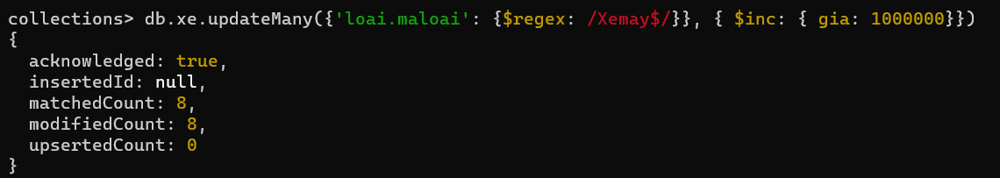 collections> db.xe.updateMany({'loai.maloai': {$regex: /Xemay$/}}, { $inc: { gia: 1000000}})
{
  acknowledged: true,
  insertedId: null,
  matchedCount: 8,
  modifiedCount: 8,
  upsertedCount: 0
}